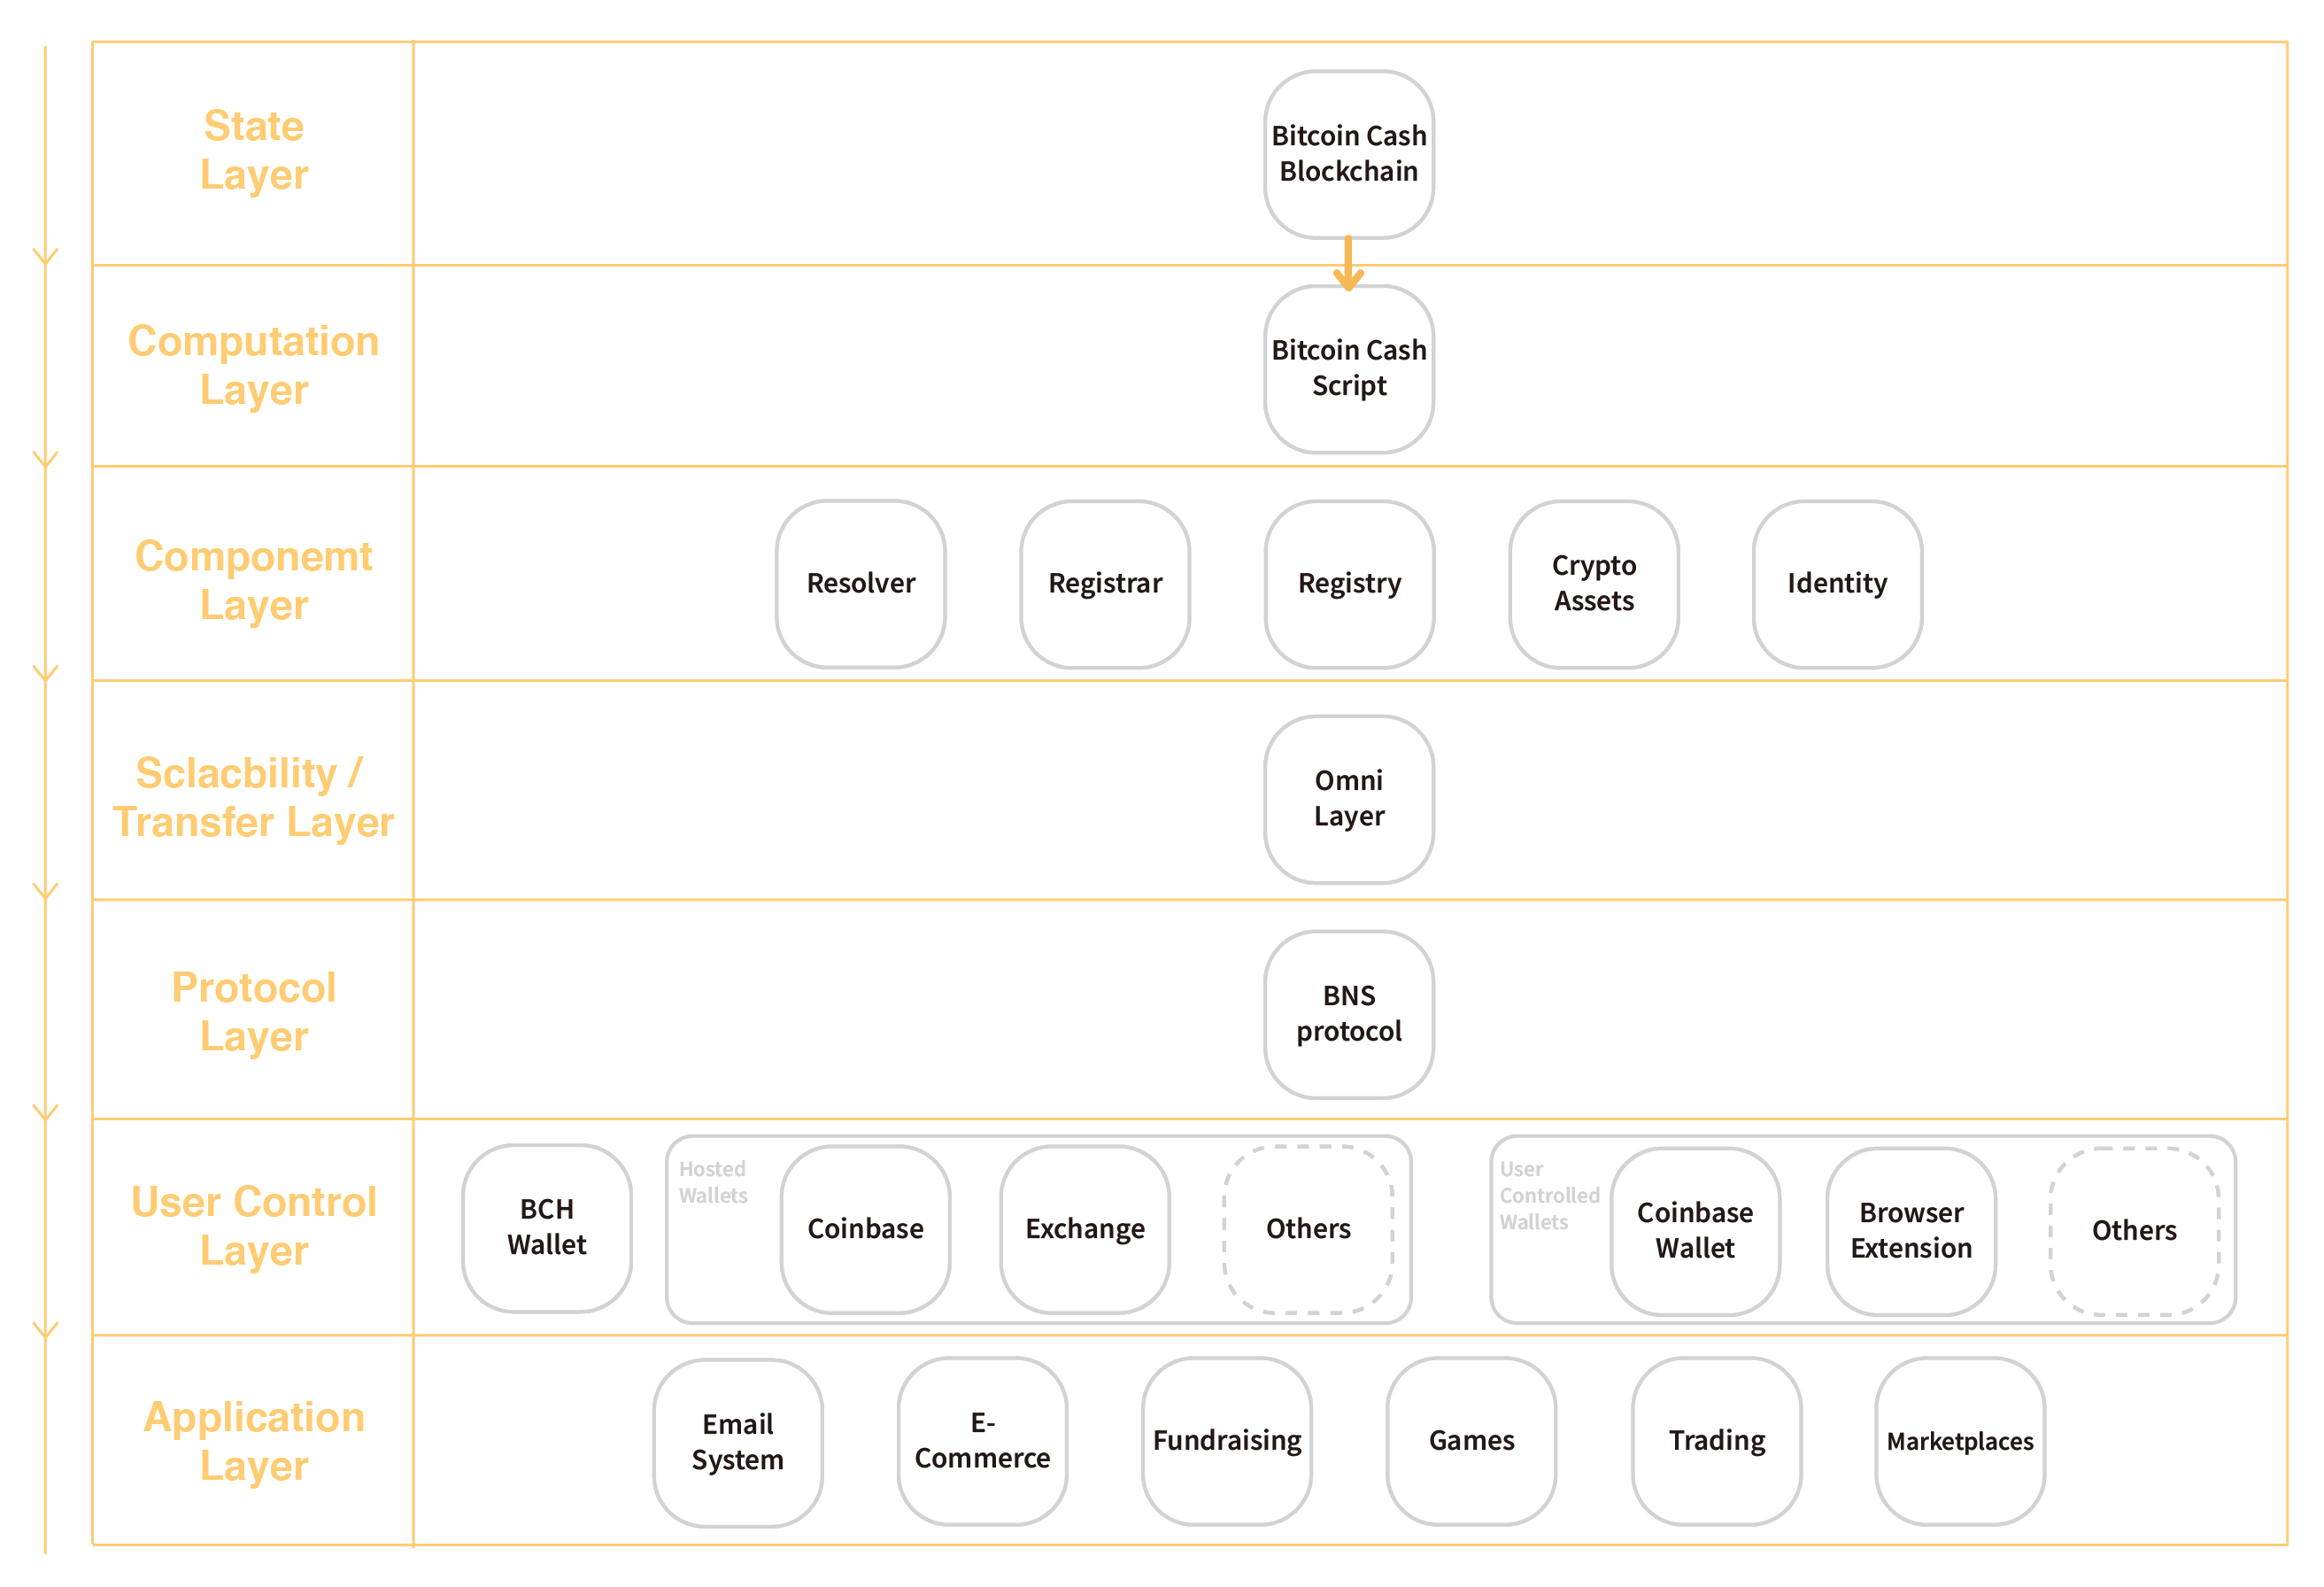 State
Layer
Bitcoin Cash
Blockchain
Computation
Layer
Bitcoin Cash
Script
Componemt
Layer
Resolver
Registrar
Registry
Crypto
Assets
Identity
Sclacbility /
Transfer Layer
Omni
Layer
Protocol
Layer
BNS
protocol
User Control
Layer
BCH
Wallet
Hosted
Wallets
Coinbase
Exchange
Others
User
Controlled
Wallets
Coinbase
Wallet
Browser
Extension
Others
Application
Layer
Email
System
E-
Commerce
Fundraising
Games
Trading
Marketplaces